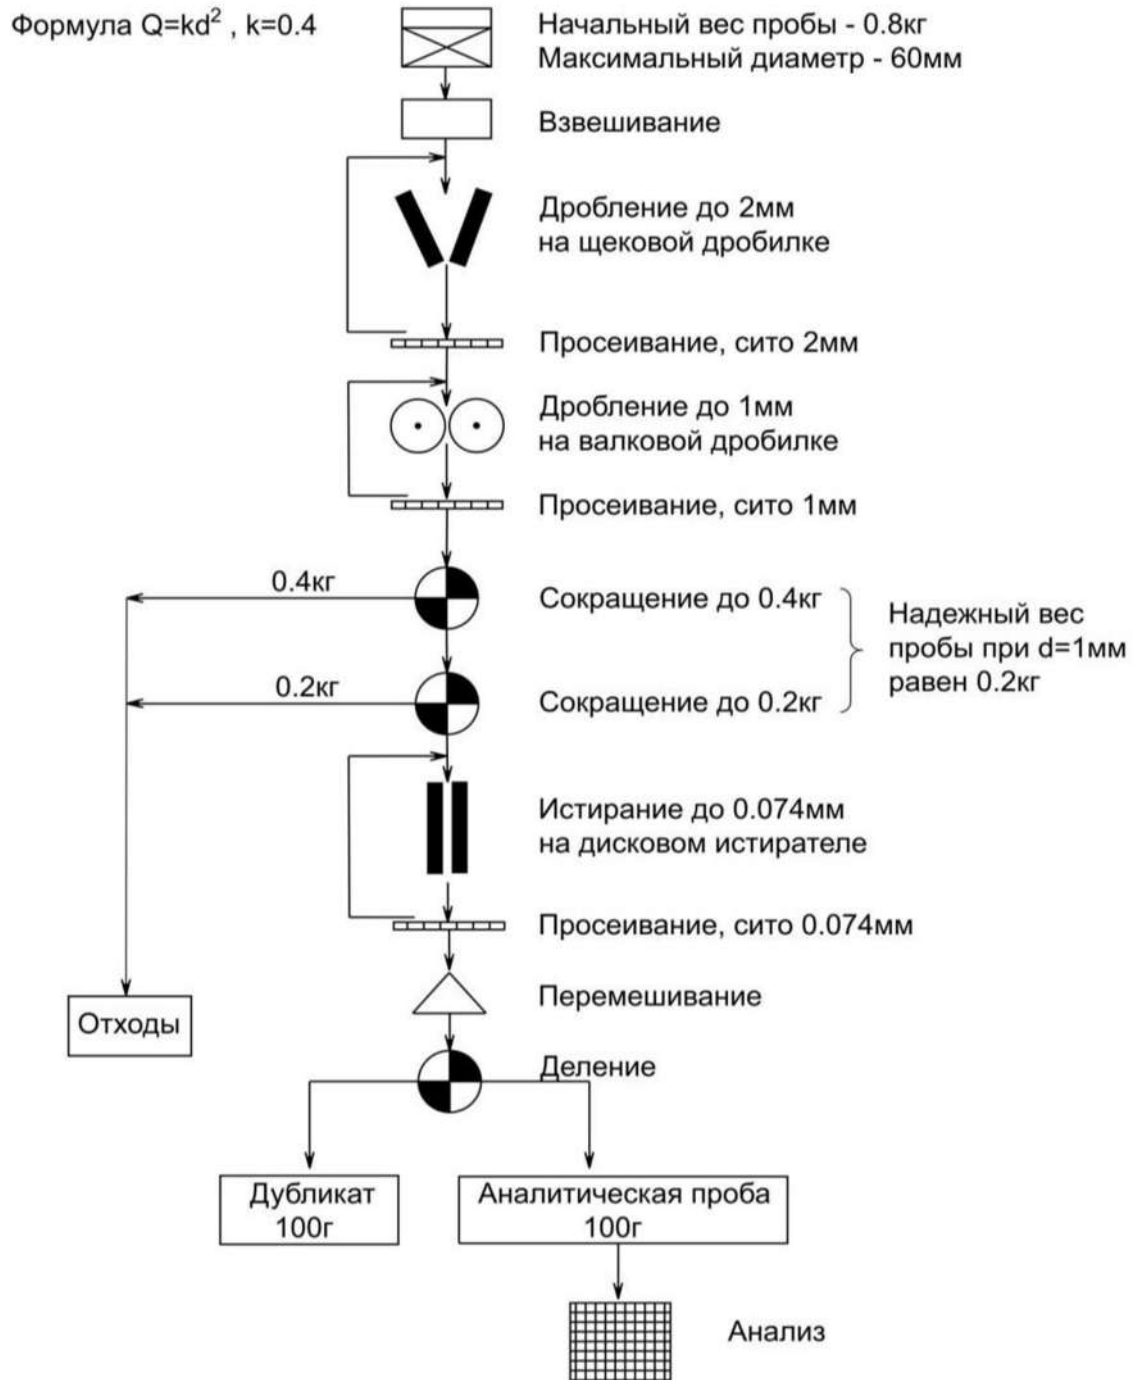 Формула Q=kd² , k=0.4
Начальный вес пробы - 0.8кг
Максимальный диаметр - 60мм
Взвешивание
Дробление до 2мм
на щековой дробилке
Просеивание, сито 2мм
Дробление до 1мм
на валковой дробилке
Просеивание, сито 1мм
0.4кг
Сокращение до 0.4кг
0.2кг
Сокращение до 0.2кг
Надежный вес
пробы при d=1мм
равен 0.2кг
Истирание до 0.074мм
на дисковом истирателе
Просеивание, сито 0.074мм
Перемешивание
Отходы
Деление
Дубликат
100г
Аналитическая проба
100г
Анализ